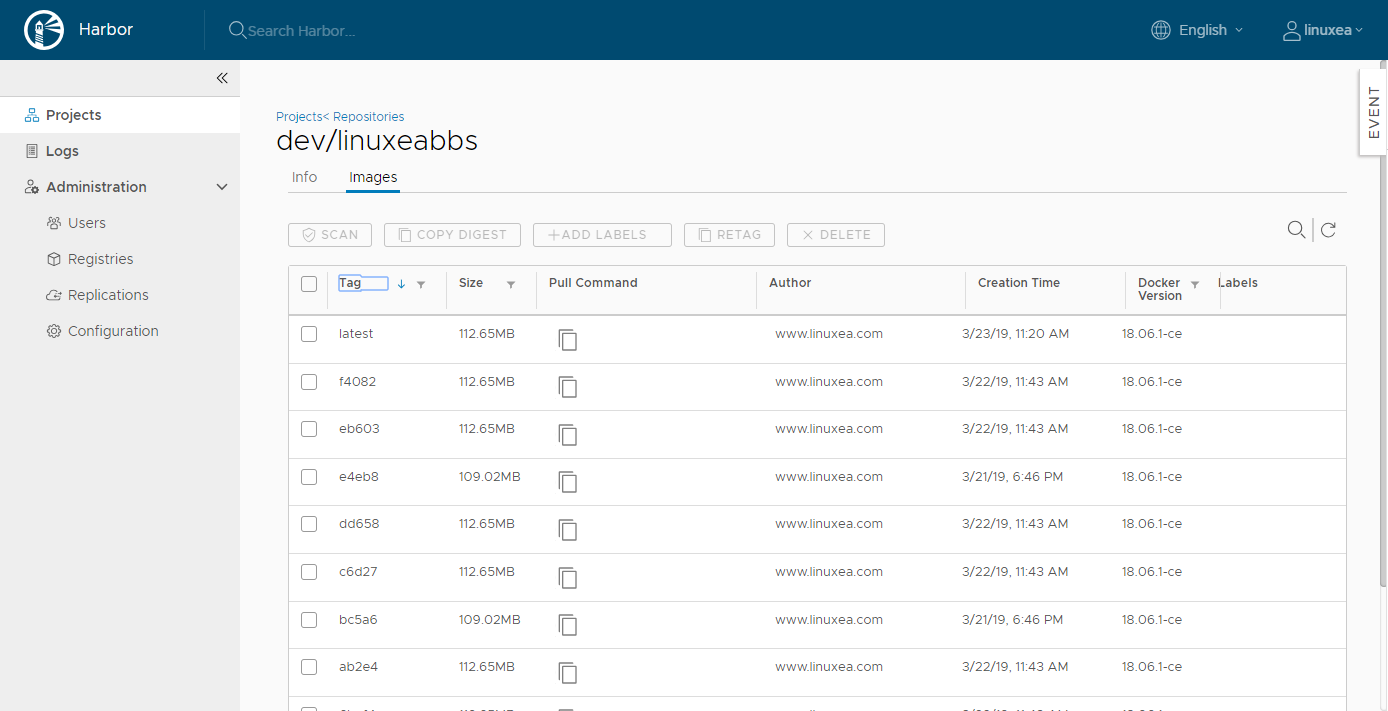 Harbor
Search Harbor...
English
linuxea
EVENT
Projects
Logs
Administration
Users
Registries
Replications
Configuration
Projects< Repositories
dev/linuxeabbs
Info Images
SCAN COPY DIGEST +ADD LABELS RETAG × DELETE
Tag Size Pull Command Author Creation Time Docker Version Labels
latest 112.65MB www.linuxea.com 3/23/19, 11:20 AM 18.06.1-ce
f4082 112.65MB www.linuxea.com 3/22/19, 11:43 AM 18.06.1-ce
eb603 112.65MB www.linuxea.com 3/22/19, 11:43 AM 18.06.1-ce
e4eb8 109.02MB www.linuxea.com 3/21/19, 6:46 PM 18.06.1-ce
dd658 112.65MB www.linuxea.com 3/22/19, 11:43 AM 18.06.1-ce
c6d27 112.65MB www.linuxea.com 3/22/19, 11:43 AM 18.06.1-ce
bc5a6 109.02MB www.linuxea.com 3/21/19, 6:46 PM 18.06.1-ce
ab2e4 112.65MB www.linuxea.com 3/22/19, 11:43 AM 18.06.1-ce